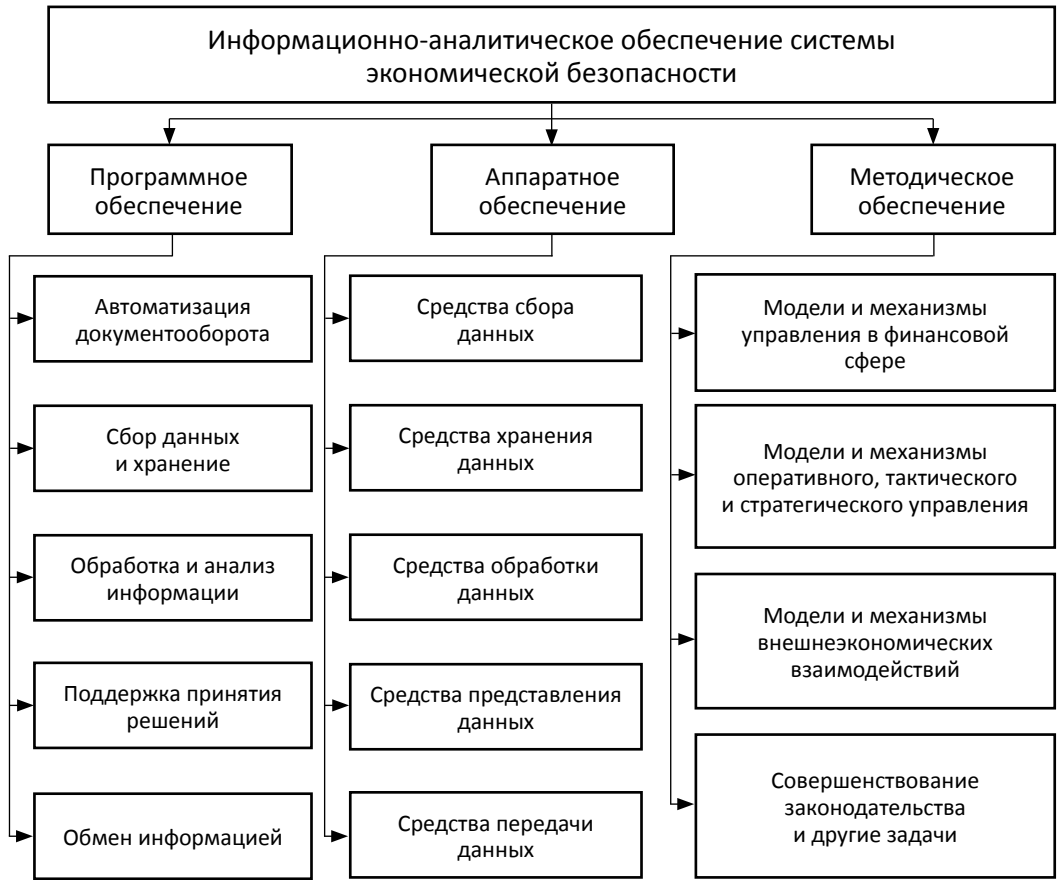 Информационно-аналитическое обеспечение системы
экономической безопасности
Программное
обеспечение
Автоматизация
документооборота
Сбор данных
и хранение
Обработка и анализ
информации
Поддержка принятия
решений
Обмен информацией
Аппаратное
обеспечение
Средства сбора
данных
Средства хранения
данных
Средства обработки
данных
Средства представления
данных
Средства передачи
данных
Методическое
обеспечение
Модели и механизмы
управления в финансовой
сфере
Модели и механизмы
оперативного, тактического
и стратегического управления
Модели и механизмы
внешнеэкономических
взаимодействий
Совершенствование
законодательства
и другие задачи